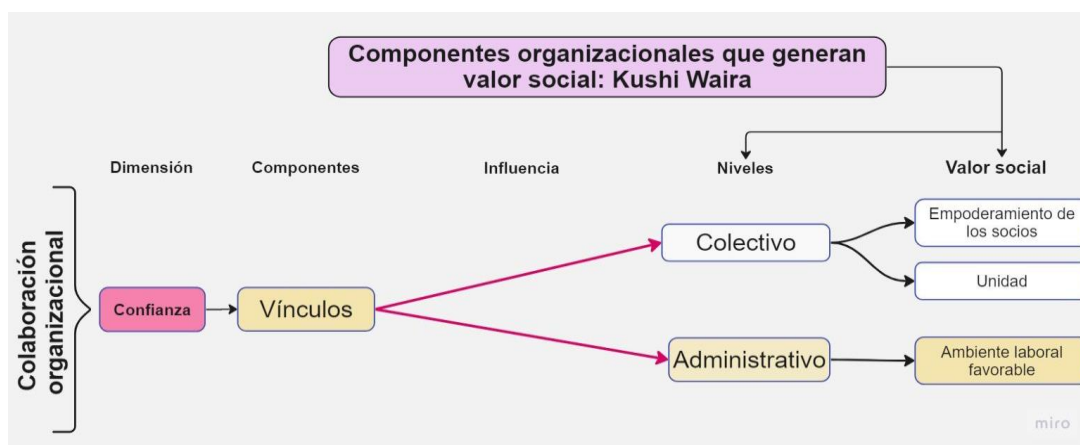 Componentes organizacionales que generan
valor social: Kushi Waira
Dimensión
Componentes
Influencia
Niveles
Valor social
Colaboración
organizacional
Confianza
Vínculos
Colectivo
Administrativo
Empoderamiento de
los socios
Unidad
Ambiente laboral
favorable
miro